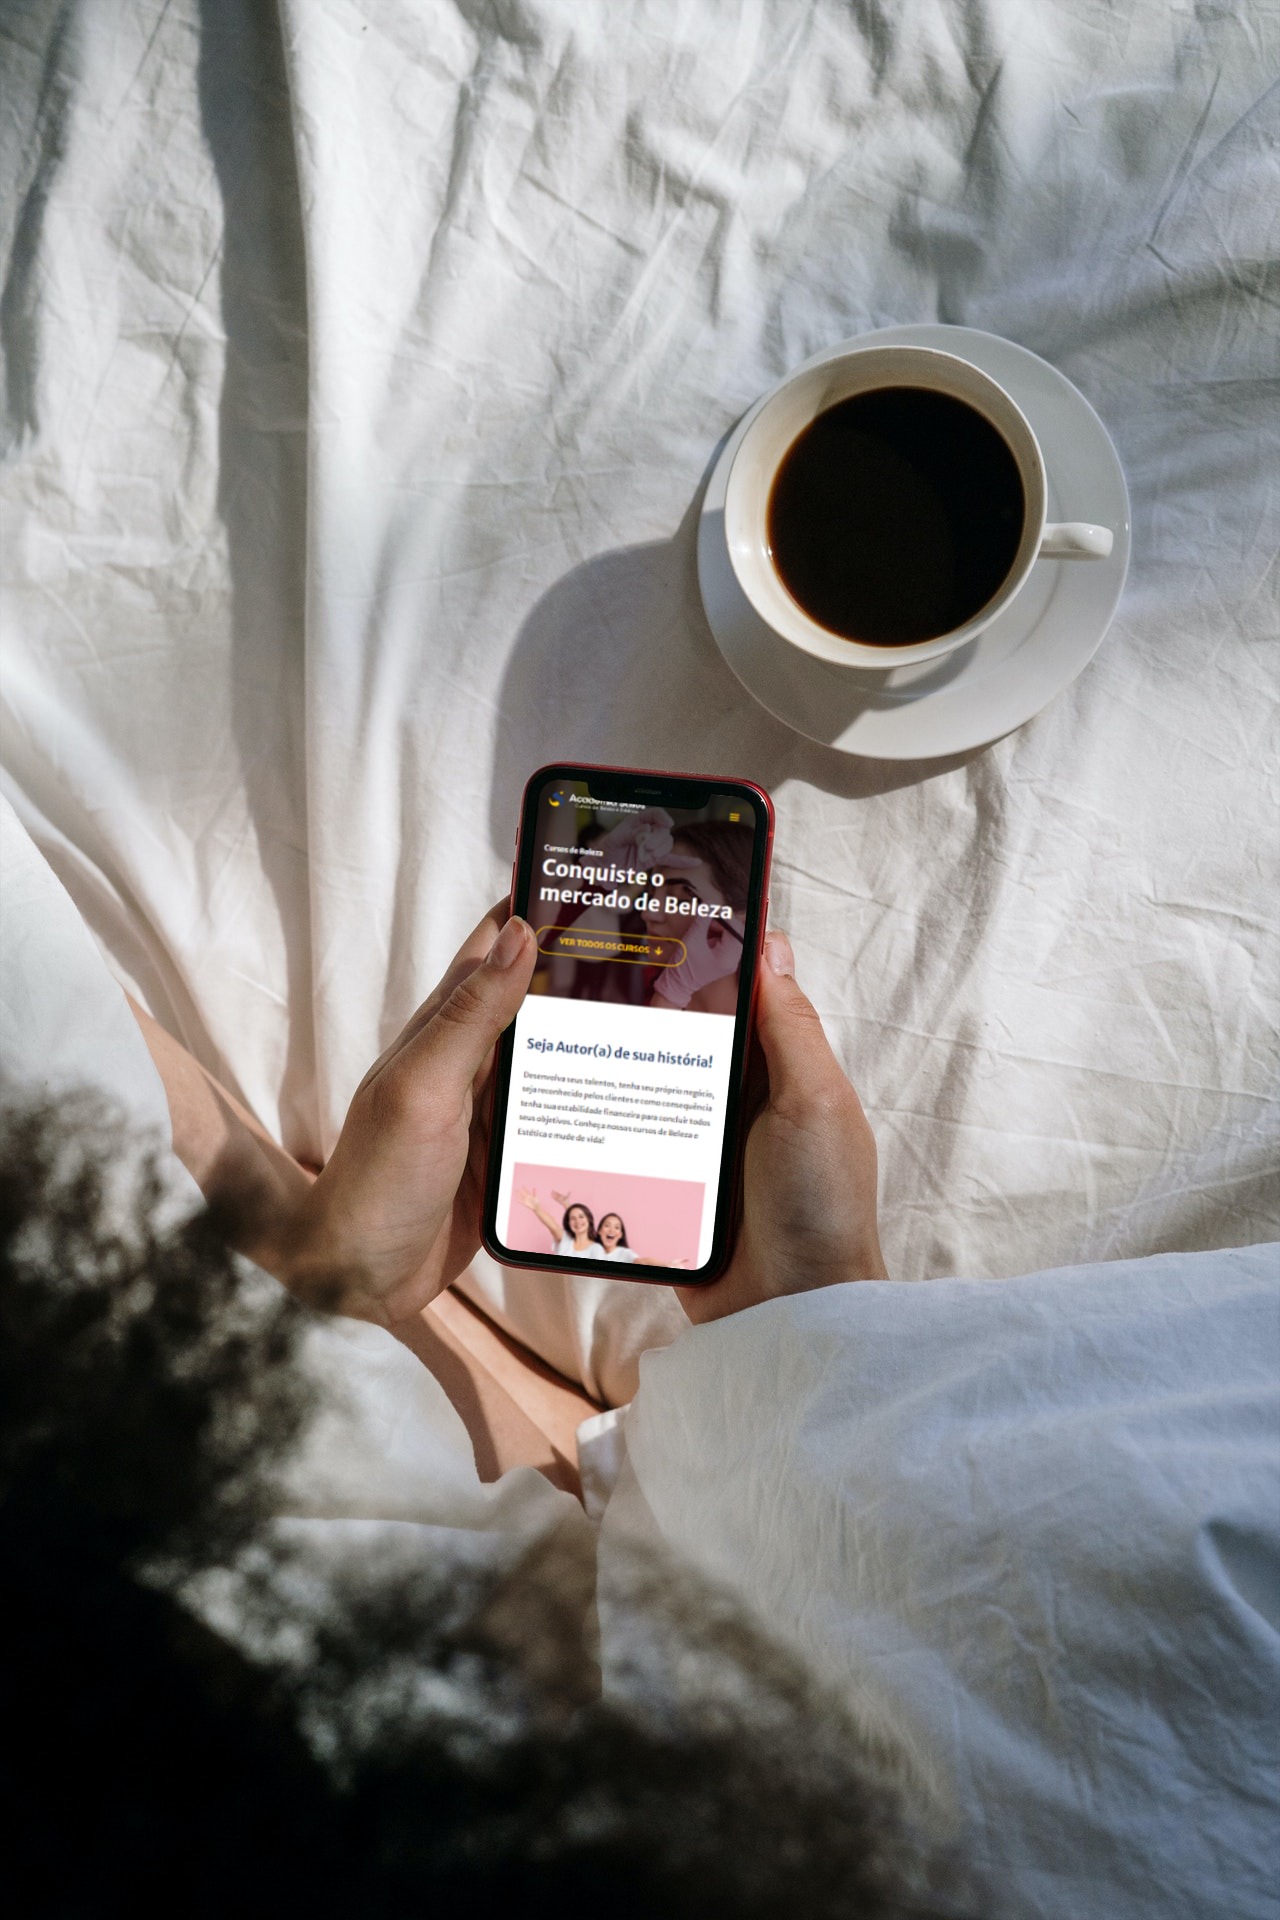 Cursos de Beleza e Estética
Cursos de Beleza
Conquiste o
mercado de Beleza
VER TODOS OS CURSOS
Seja Autor(a) de sua história!
Desenvolva seus talentos, tenha seu próprio negócio,
seja reconhecido pelos clientes e como consequência
tenha sua estabilidade financeira para concluir todos
seus objetivos. Conheça nossos cursos de Beleza e
Estética e mude de vida!